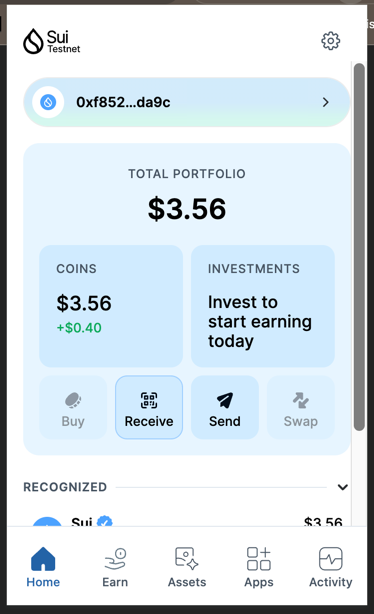 Sui
Testnet
0xf852...da9c
TOTAL PORTFOLIO
$3.56
COINS
$3.56
+$0.40
INVESTMENTS
Invest to
start earning
today
Buy
Receive
Send
Swap
RECOGNIZED
Sui
$3.56
Home
Earn
Assets
Apps
Activity